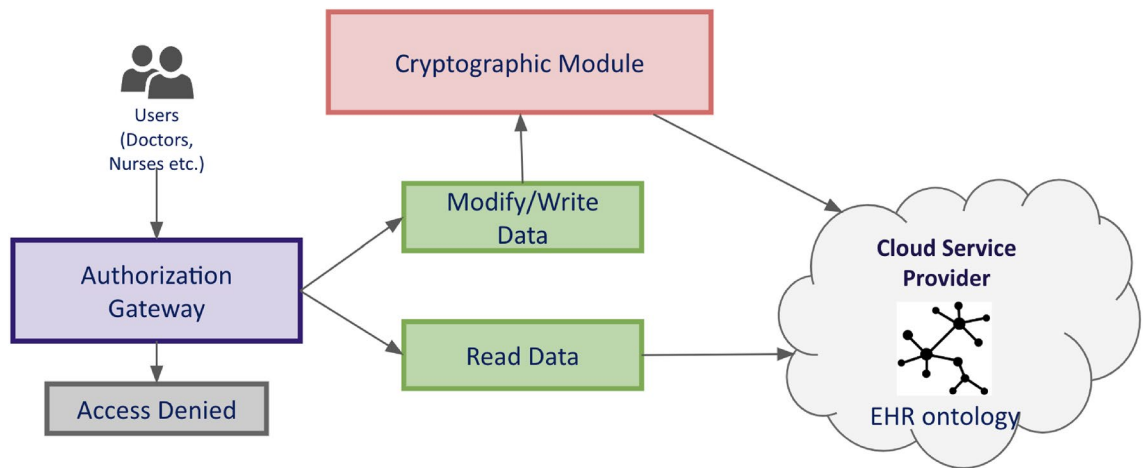 Cryptographic Module
Users
(Doctors,
Nurses etc.)
Modify/Write
Data
Authorization
Gateway
Cloud Service
Provider
Read Data
Access Denied
EHR ontology